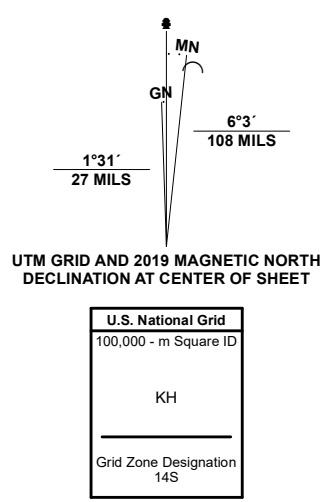 MN
GN
6°3´
108 MILS
1°31´
27 MILS
UTM GRID AND 2019 MAGNETIC NORTH
DECLINATION AT CENTER OF SHEET
U.S. National Grid
100,000 - m Square ID
KH
Grid Zone Designation
14S